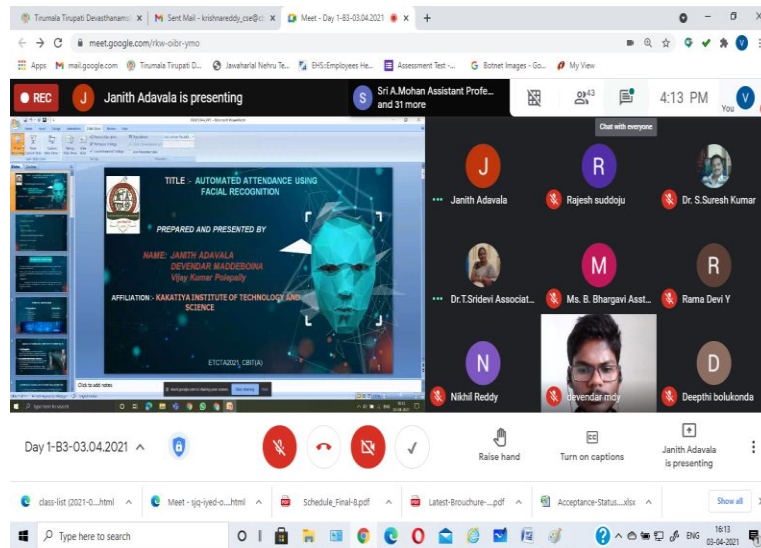 Tirumala Tirupati Devasthanams
Sent Mail - krishnareddy_cse@c
Meet - Day 1-B3-03.04.2021
meet.google.com/rkw-oibr-ymo
Apps
mail.google.com
Tirumala Tirupati D...
Jawaharlal Nehru Te...
EHS::Employees He...
Assessment Test -...
Botnet Images - Go...
My View
REC
Janith Adavala is presenting
Sri A.Mohan Assistant Profe...
and 31 more
43
4:13 PM
You
Chat with everyone
TITLE :- AUTOMATED ATTENDANCE USING
FACIAL RECOGNITION
PREPARED AND PRESENTED BY
NAME: JANITH ADAVALA
DEVENDAR MADDEBOINA
Vijay Kumar Polepally
AFFILIATION :- KAKATIYA INSTITUTE OF TECHNOLOGY AND
SCIENCE
ETCTA2021_CBIT(A)
1
Click to add notes
Type here to search
J
Janith Adavala
R
Rajesh suddoju
Dr. S.Suresh Kumar
Dr.T.Sridevi Associat...
M
Ms. B. Bhargavi Asst...
R
Rama Devi Y
N
Nikhil Reddy
devendar mdy
D
Deepthi bolukonda
Day 1-B3-03.04.2021
Raise hand
CC
Turn on captions
Janith Adavala
is presenting
class-list (2021-0....html
Meet - sjq-iyed-o....html
Schedule_Final-8.pdf
Latest-Brouchure-....pdf
Acceptance-Status....xlsx
Show all
Type here to search
ENG
16:13
03-04-2021